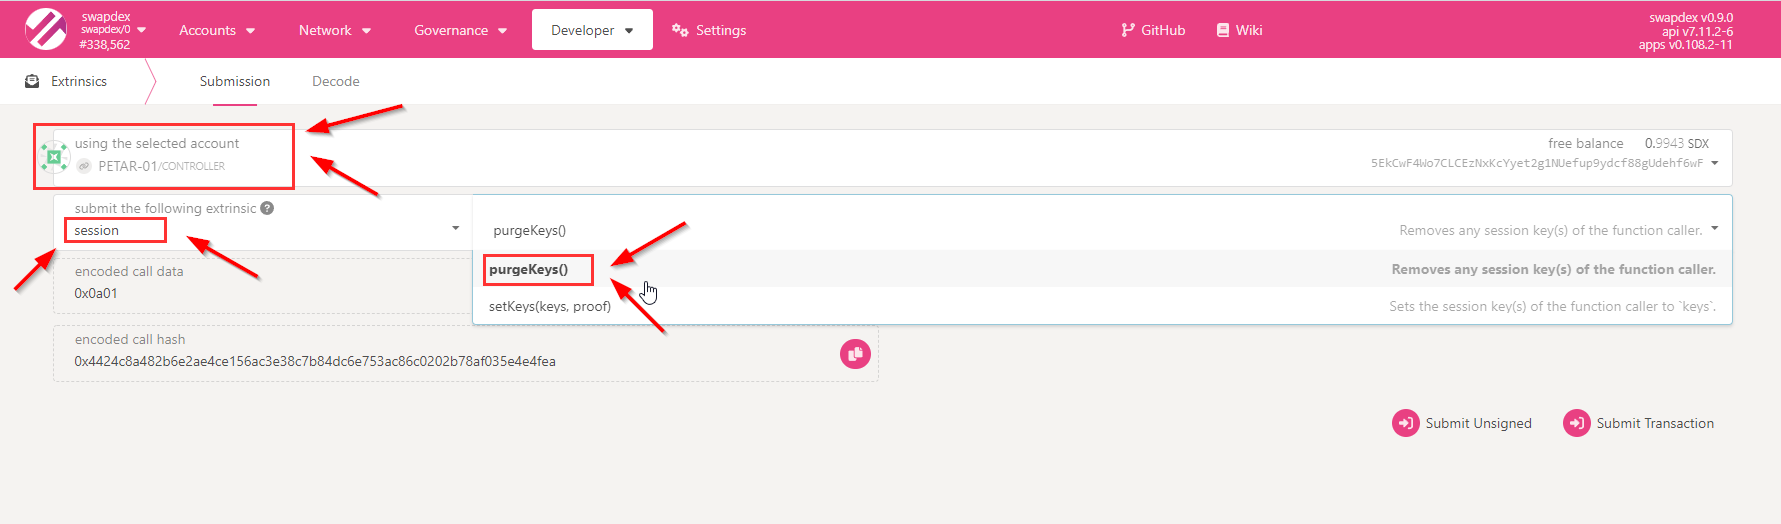 swapdex
swapdex/0
#338,562
Accounts
Network
Governance
Developer
Settings
GitHub
Wiki
swapdex v0.9.0
api v7.11.2-6
apps v0.108.2-11
Extrinsics
Submission
Decode
using the selected account
PETAR-01/CONTROLLER
free balance 0.9943 SDX
5EkCwF4Wo7CLCEzNxKcYyet2g1NUefup9ydcf88gUdehf6wF
submit the following extrinsic ?
session
purgeKeys()
Removes any session key(s) of the function caller.
purgeKeys()
Removes any session key(s) of the function caller.
setKeys(keys, proof)
Sets the session key(s) of the function caller to `keys`.
encoded call data
0x0a01
encoded call hash
0x4424c8a482b6e2ae4ce156ac3e38c7b84dc6e753ac86c0202b78af035e4e4fea
Submit Unsigned
Submit Transaction